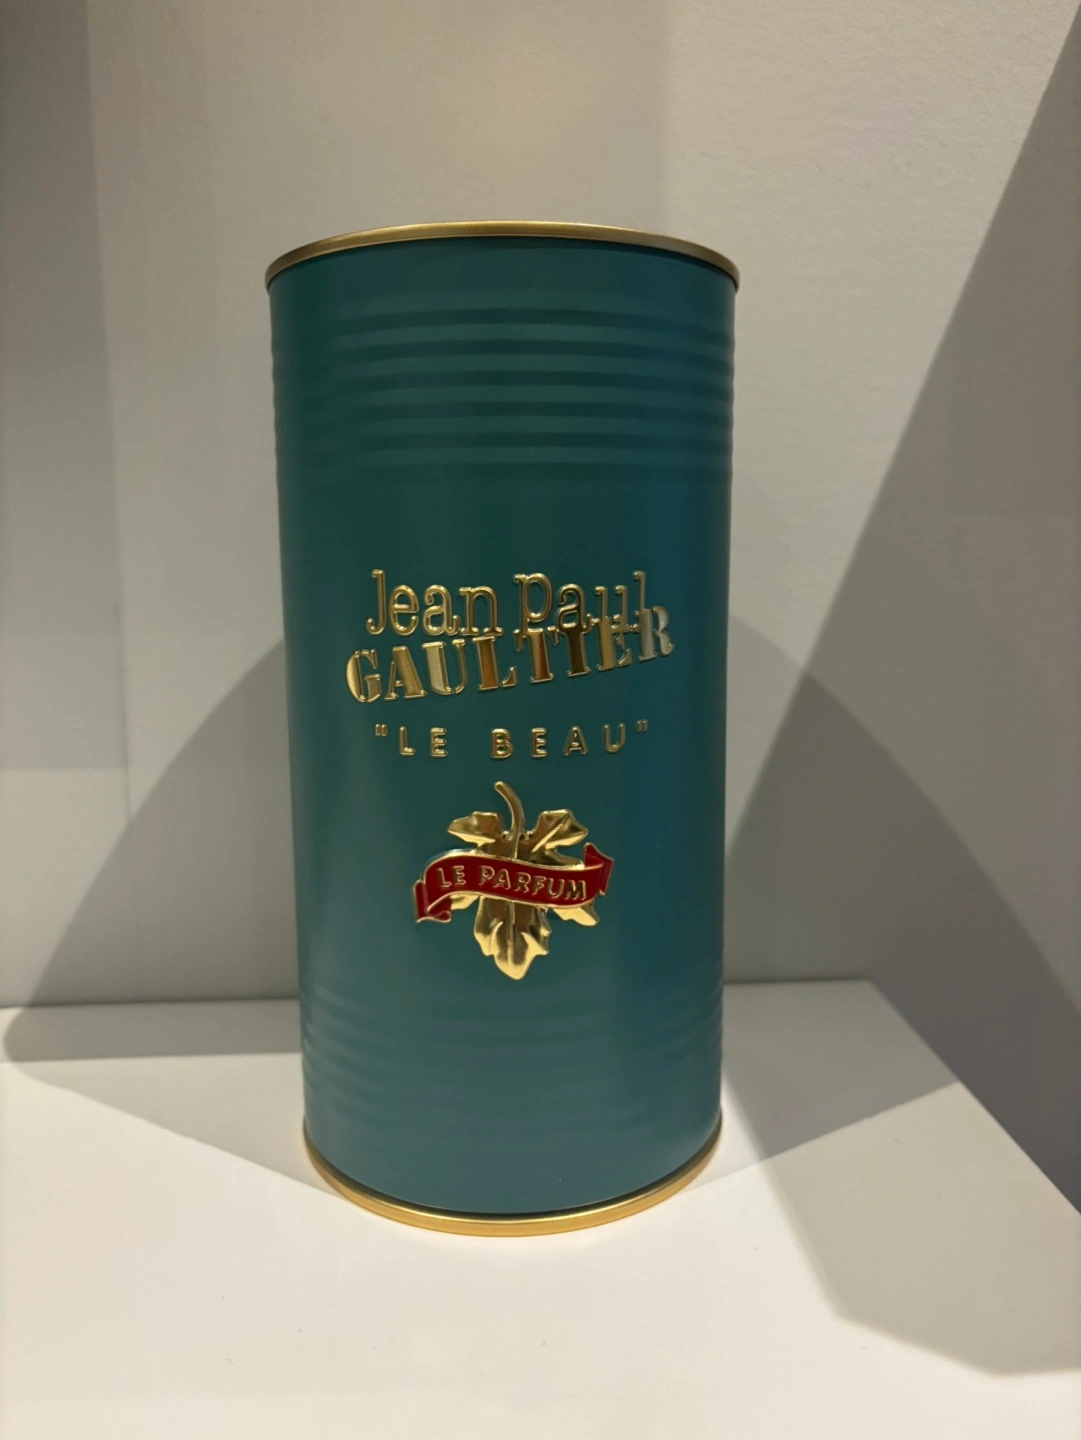 Jean Paul
GAULTIER
"LE BEAU"
LE PARFUM